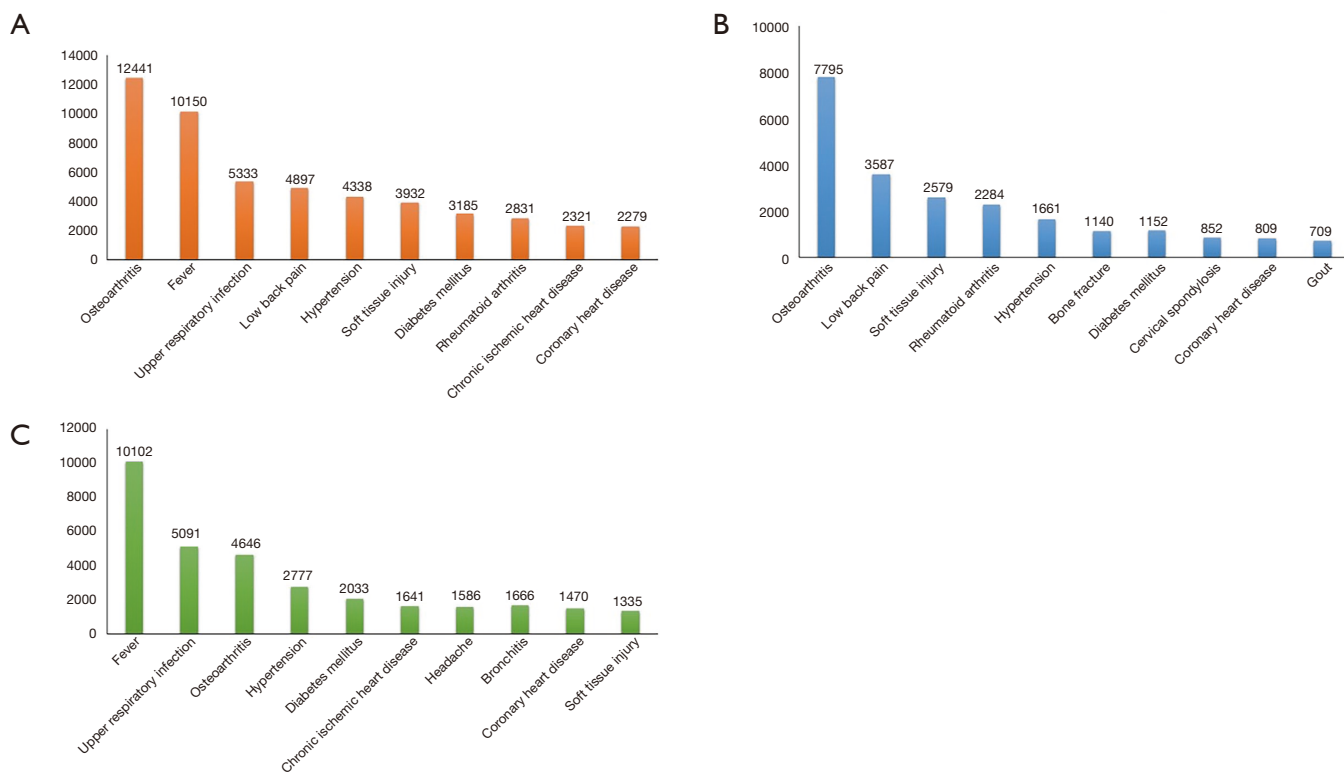 A
14000
12000
10000
8000
6000
4000
2000
0
12441
10150
5333
4897
4338
3932
3185
2831
2321
2279
Osteoarthritis
Fever
Upper respiratory infection
Low back pain
Hypertension
Soft tissue injury
Diabetes mellitus
Rheumatoid arthritis
Chronic ischemic heart disease
Coronary heart disease
B
10000
8000
6000
4000
2000
0
7795
3587
2579
2284
1661
1140
1152
852
809
709
Osteoarthritis
Low back pain
Soft tissue injury
Rheumatoid arthritis
Hypertension
Bone fracture
Diabetes mellitus
Cervical spondylosis
Coronary heart disease
Gout
C
12000
10000
8000
6000
4000
2000
0
10102
5091
4646
2777
2033
1641
1586
1666
1470
1335
Fever
Upper respiratory infection
Osteoarthritis
Hypertension
Diabetes mellitus
Chronic ischemic heart disease
Headache
Bronchitis
Coronary heart disease
Soft tissue injury